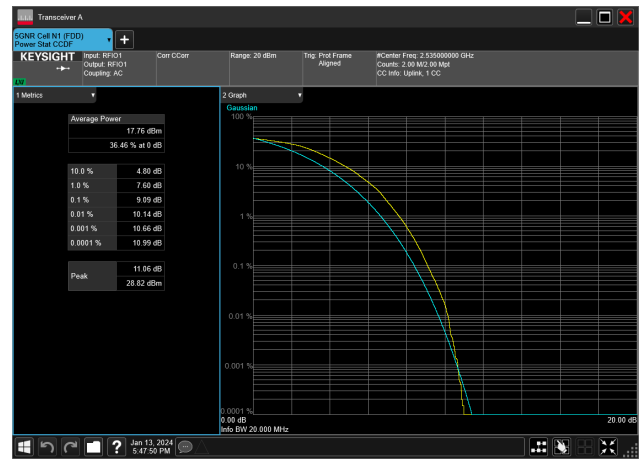 Transceiver A
5GNR Cell N1 (FDD)
Power Stat CCDF
KEYSIGHT
Input: RFIO1
Output: RFIO1
Coupling: AC
Corr CCorr
Range: 20 dBm
Trig: Prot Frame
Aligned
#Center Freq: 2.535000000 GHz
Counts: 2.00 M/2.00 Mpt
CC Info: Uplink, 1 CC
1 Metrics
Average Power
17.76 dBm
36.46 % at 0 dB
10.0 % 4.80 dB
1.0 % 7.60 dB
0.1 % 9.09 dB
0.01 % 10.14 dB
0.001 % 10.66 dB
0.0001 % 10.99 dB
Peak
11.06 dB
28.82 dBm
2 Graph
Gaussian
100 %
10 %
1 %
0.1 %
0.01 %
0.001 %
0.0001 %
0.00 dB
20.00 dB
Info BW 20.000 MHz
Jan 13, 2024
5:47:50 PM